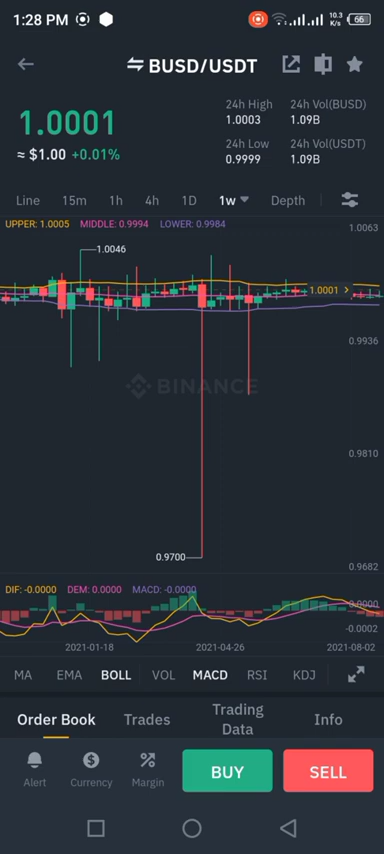 1:28 PM
10.3 K/s
66
BUSD/USDT
1.0001
≈ $1.00 +0.01%
24h High
1.0003
24h Vol(BUSD)
1.09B
24h Low
0.9999
24h Vol(USDT)
1.09B
Line 15m 1h 4h 1D 1w Depth
UPPER: 1.0005 MIDDLE: 0.9994 LOWER: 0.9984
1.0063
1.0046
1.0001
0.9936
BINANCE
0.9810
0.9700
0.9682
DIF: -0.0000 DEM: 0.0000 MACD: -0.0000
0.0000
-0.0002
2021-01-18 2021-04-26 2021-08-02
MA EMA BOLL VOL MACD RSI KDJ
Order Book Trades Trading Data Info
Alert Currency Margin BUY SELL